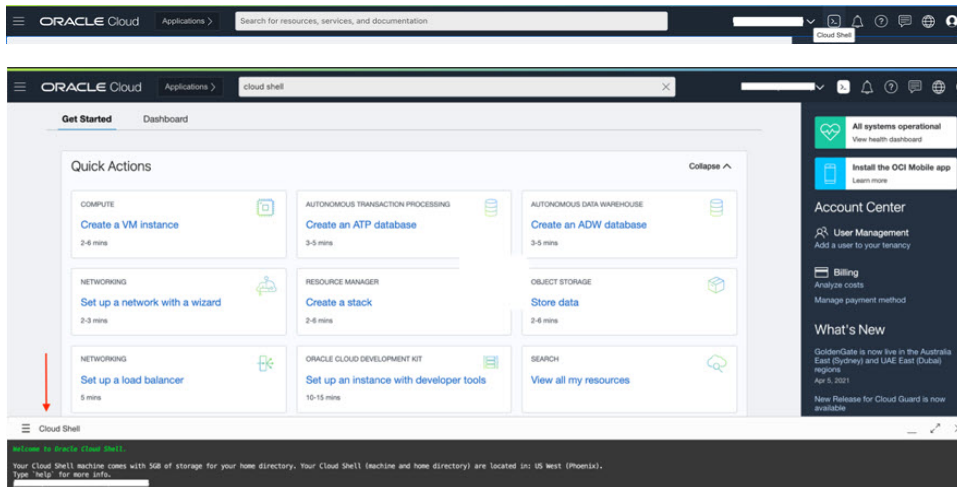 ORACLE Cloud Applications > Search for resources, services, and documentation
Cloud Shell
ORACLE Cloud Applications > cloud shell
Get Started Dashboard
Quick Actions Collapse
COMPUTE
Create a VM instance
2-6 mins
AUTONOMOUS TRANSACTION PROCESSING
Create an ATP database
3-5 mins
AUTONOMOUS DATA WAREHOUSE
Create an ADW database
3-5 mins
NETWORKING
Set up a network with a wizard
2-3 mins
RESOURCE MANAGER
Create a stack
2-6 mins
OBJECT STORAGE
Store data
2-6 mins
NETWORKING
Set up a load balancer
5 mins
ORACLE CLOUD DEVELOPMENT KIT
Set up an instance with developer tools
10-15 mins
SEARCH
View all my resources
All systems operational
View health dashboard
Install the OCI Mobile app
Learn more
Account Center
User Management
Add a user to your tenancy
Billing
Analyze costs
Manage payment method
What's New
GoldenGate is now live in the Australia
East (Sydney) and UAE East (Dubai)
regions
Apr 5, 2021
New Release for Cloud Guard is now
available
Cloud Shell
Welcome to Oracle Cloud Shell.
Your Cloud Shell machine comes with 5GB of storage for your home directory. Your Cloud Shell (machine and home directory) are located in: US West (Phoenix).
Type `help` for more info.